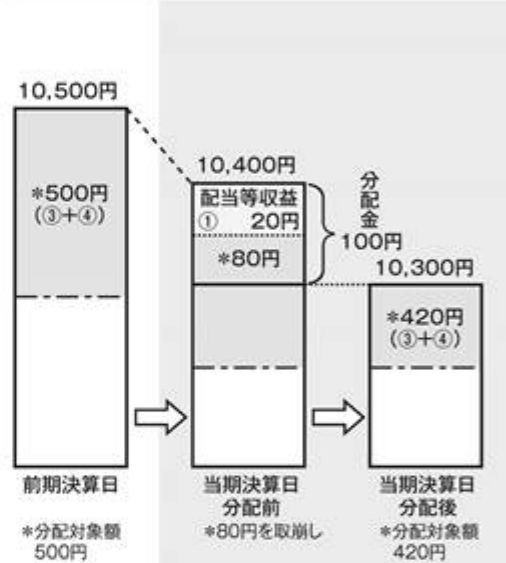 10,500円
*500円
(③+④)
前期決算日
*分配対象額
500円
10,400円
配当等収益
① 20円
*80円
分配金
100円
当期決算日
分配前
*80円を取崩し
10,300円
*420円
(③+④)
当期決算日
分配後
*分配対象額
420円